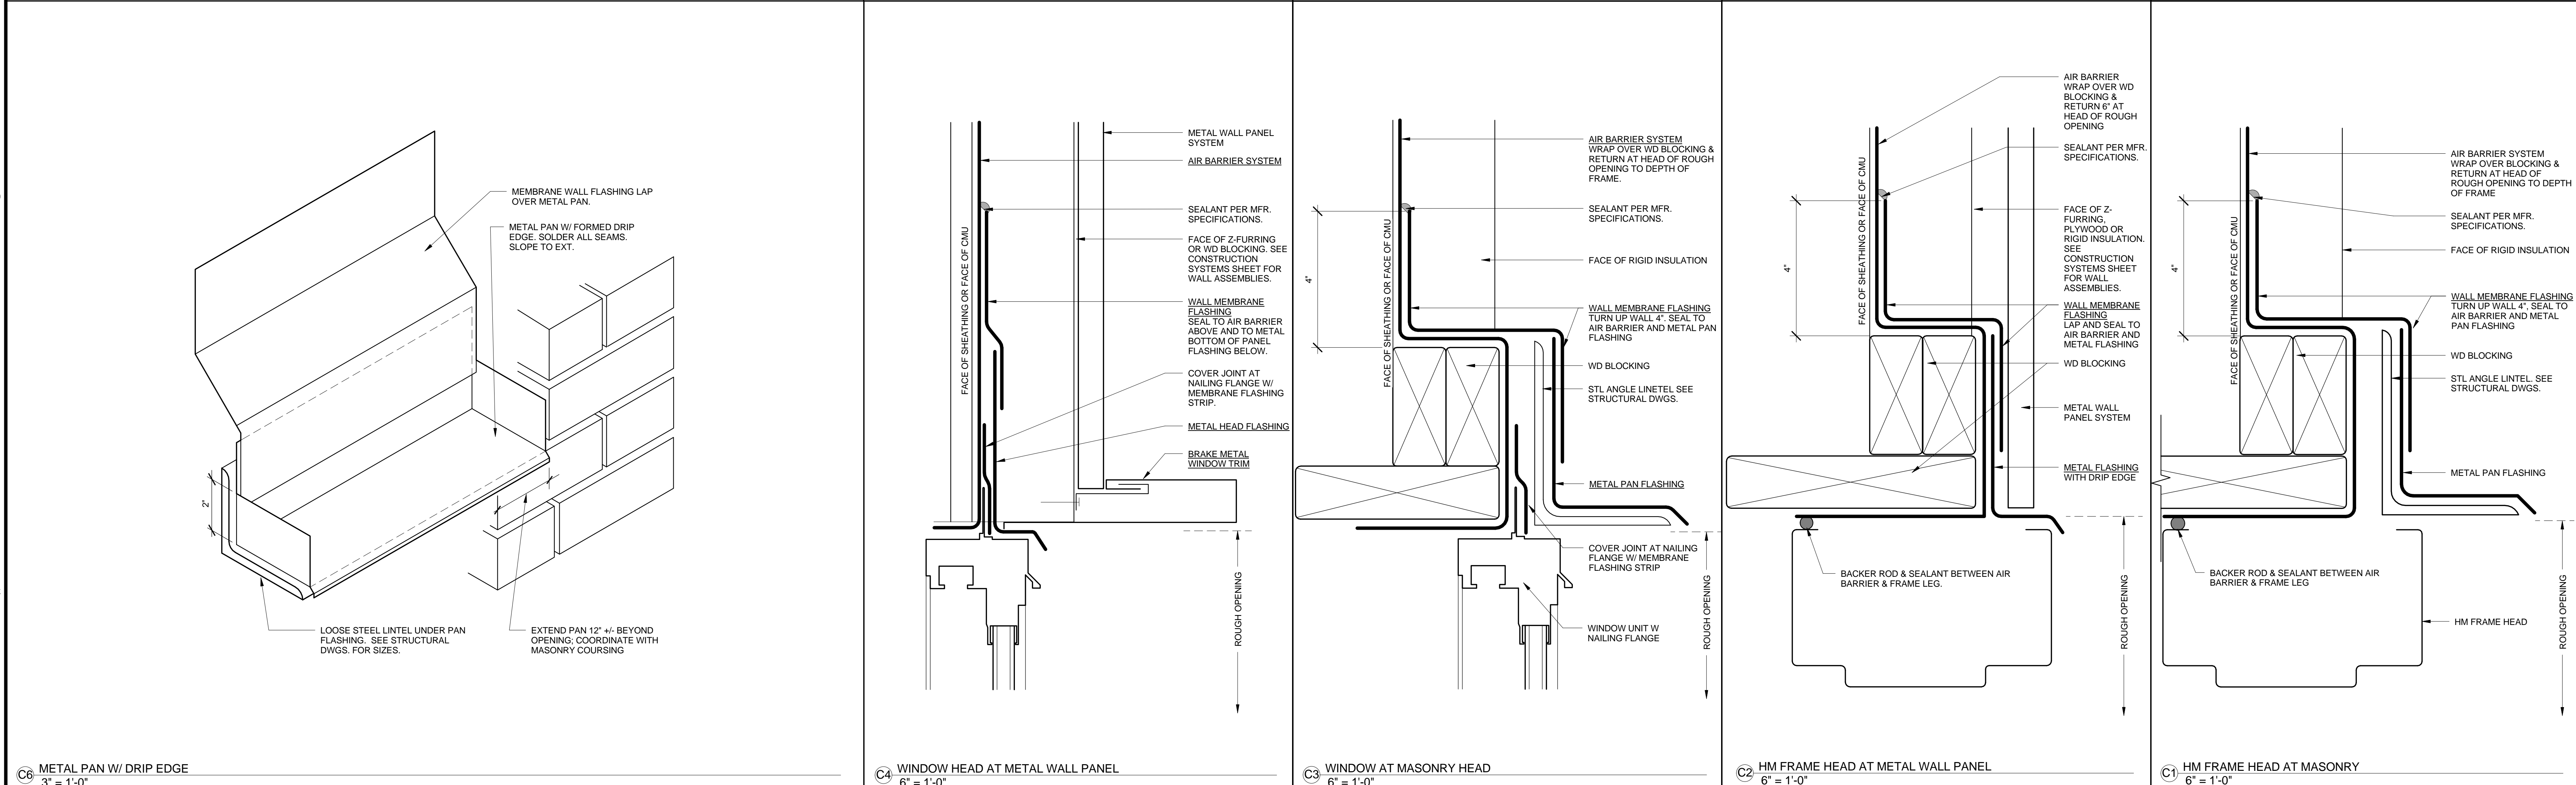 MEMBRANE WALL FLASHING LAP
OVER METAL PAN.
METAL PAN W/ FORMED DRIP
EDGE. SOLDER ALL SEAMS.
SLOPE TO EXT.
2"
LOOSE STEEL LINTEL UNDER PAN
FLASHING. SEE STRUCTURAL
DWGS. FOR SIZES.
EXTEND PAN 12" +/- BEYOND
OPENING; COORDINATE WITH
MASONRY COURSING
C6
METAL PAN W/ DRIP EDGE
3" = 1'-0"
FACE OF SHEATHING OR FACE OF CMU
METAL WALL PANEL
SYSTEM
AIR BARRIER SYSTEM
SEALANT PER MFR.
SPECIFICATIONS.
FACE OF Z-FURRING
OR WD BLOCKING. SEE
CONSTRUCTION
SYSTEMS SHEET FOR
WALL ASSEMBLIES.
WALL MEMBRANE
FLASHING
SEAL TO AIR BARRIER
ABOVE AND TO METAL
BOTTOM OF PANEL
FLASHING BELOW.
COVER JOINT AT
NAILING FLANGE W/
MEMBRANE FLASHING
STRIP.
METAL HEAD FLASHING
BRAKE METAL
WINDOW TRIM
ROUGH OPENING
C4
WINDOW HEAD AT METAL WALL PANEL
6" = 1'-0"
4"
FACE OF SHEATHING OR FACE OF CMU
AIR BARRIER SYSTEM
WRAP OVER WD BLOCKING &
RETURN AT HEAD OF ROUGH
OPENING TO DEPTH OF
FRAME.
SEALANT PER MFR.
SPECIFICATIONS.
FACE OF RIGID INSULATION
WALL MEMBRANE FLASHING
TURN UP WALL 4". SEAL TO
AIR BARRIER AND METAL PAN
FLASHING
WD BLOCKING
STL ANGLE LINETEL SEE
STRUCTURAL DWGS.
METAL PAN FLASHING
COVER JOINT AT NAILING
FLANGE W/ MEMBRANE
FLASHING STRIP
WINDOW UNIT W
NAILING FLANGE
ROUGH OPENING
C3
WINDOW AT MASONRY HEAD
6" = 1'-0"
4"
FACE OF SHEATHING OR FACE OF CMU
AIR BARRIER
WRAP OVER WD
BLOCKING &
RETURN 6" AT
HEAD OF ROUGH
OPENING
SEALANT PER MFR.
SPECIFICATIONS.
FACE OF Z-
FURRING,
PLYWOOD OR
RIGID INSULATION.
SEE
CONSTRUCTION
SYSTEMS SHEET
FOR WALL
ASSEMBLIES.
WALL MEMBRANE
FLASHING
LAP AND SEAL TO
AIR BARRIER AND
METAL FLASHING
WD BLOCKING
METAL WALL
PANEL SYSTEM
METAL FLASHING
WITH DRIP EDGE
BACKER ROD & SEALANT BETWEEN AIR
BARRIER & FRAME LEG.
ROUGH OPENING
C2
HM FRAME HEAD AT METAL WALL PANEL
6" = 1'-0"
4"
FACE OF SHEATHING OR FACE OF CMU
AIR BARRIER SYSTEM
WRAP OVER BLOCKING &
RETURN AT HEAD OF
ROUGH OPENING TO DEPTH
OF FRAME
SEALANT PER MFR.
SPECIFICATIONS.
FACE OF RIGID INSULATION
WALL MEMBRANE FLASHING
TURN UP WALL 4". SEAL TO
AIR BARRIER AND METAL
PAN FLASHING
WD BLOCKING
STL ANGLE LINTEL. SEE
STRUCTURAL DWGS.
METAL PAN FLASHING
BACKER ROD & SEALANT BETWEEN AIR
BARRIER & FRAME LEG
HM FRAME HEAD
ROUGH OPENING
C1
HM FRAME HEAD AT MASONRY
6" = 1'-0"